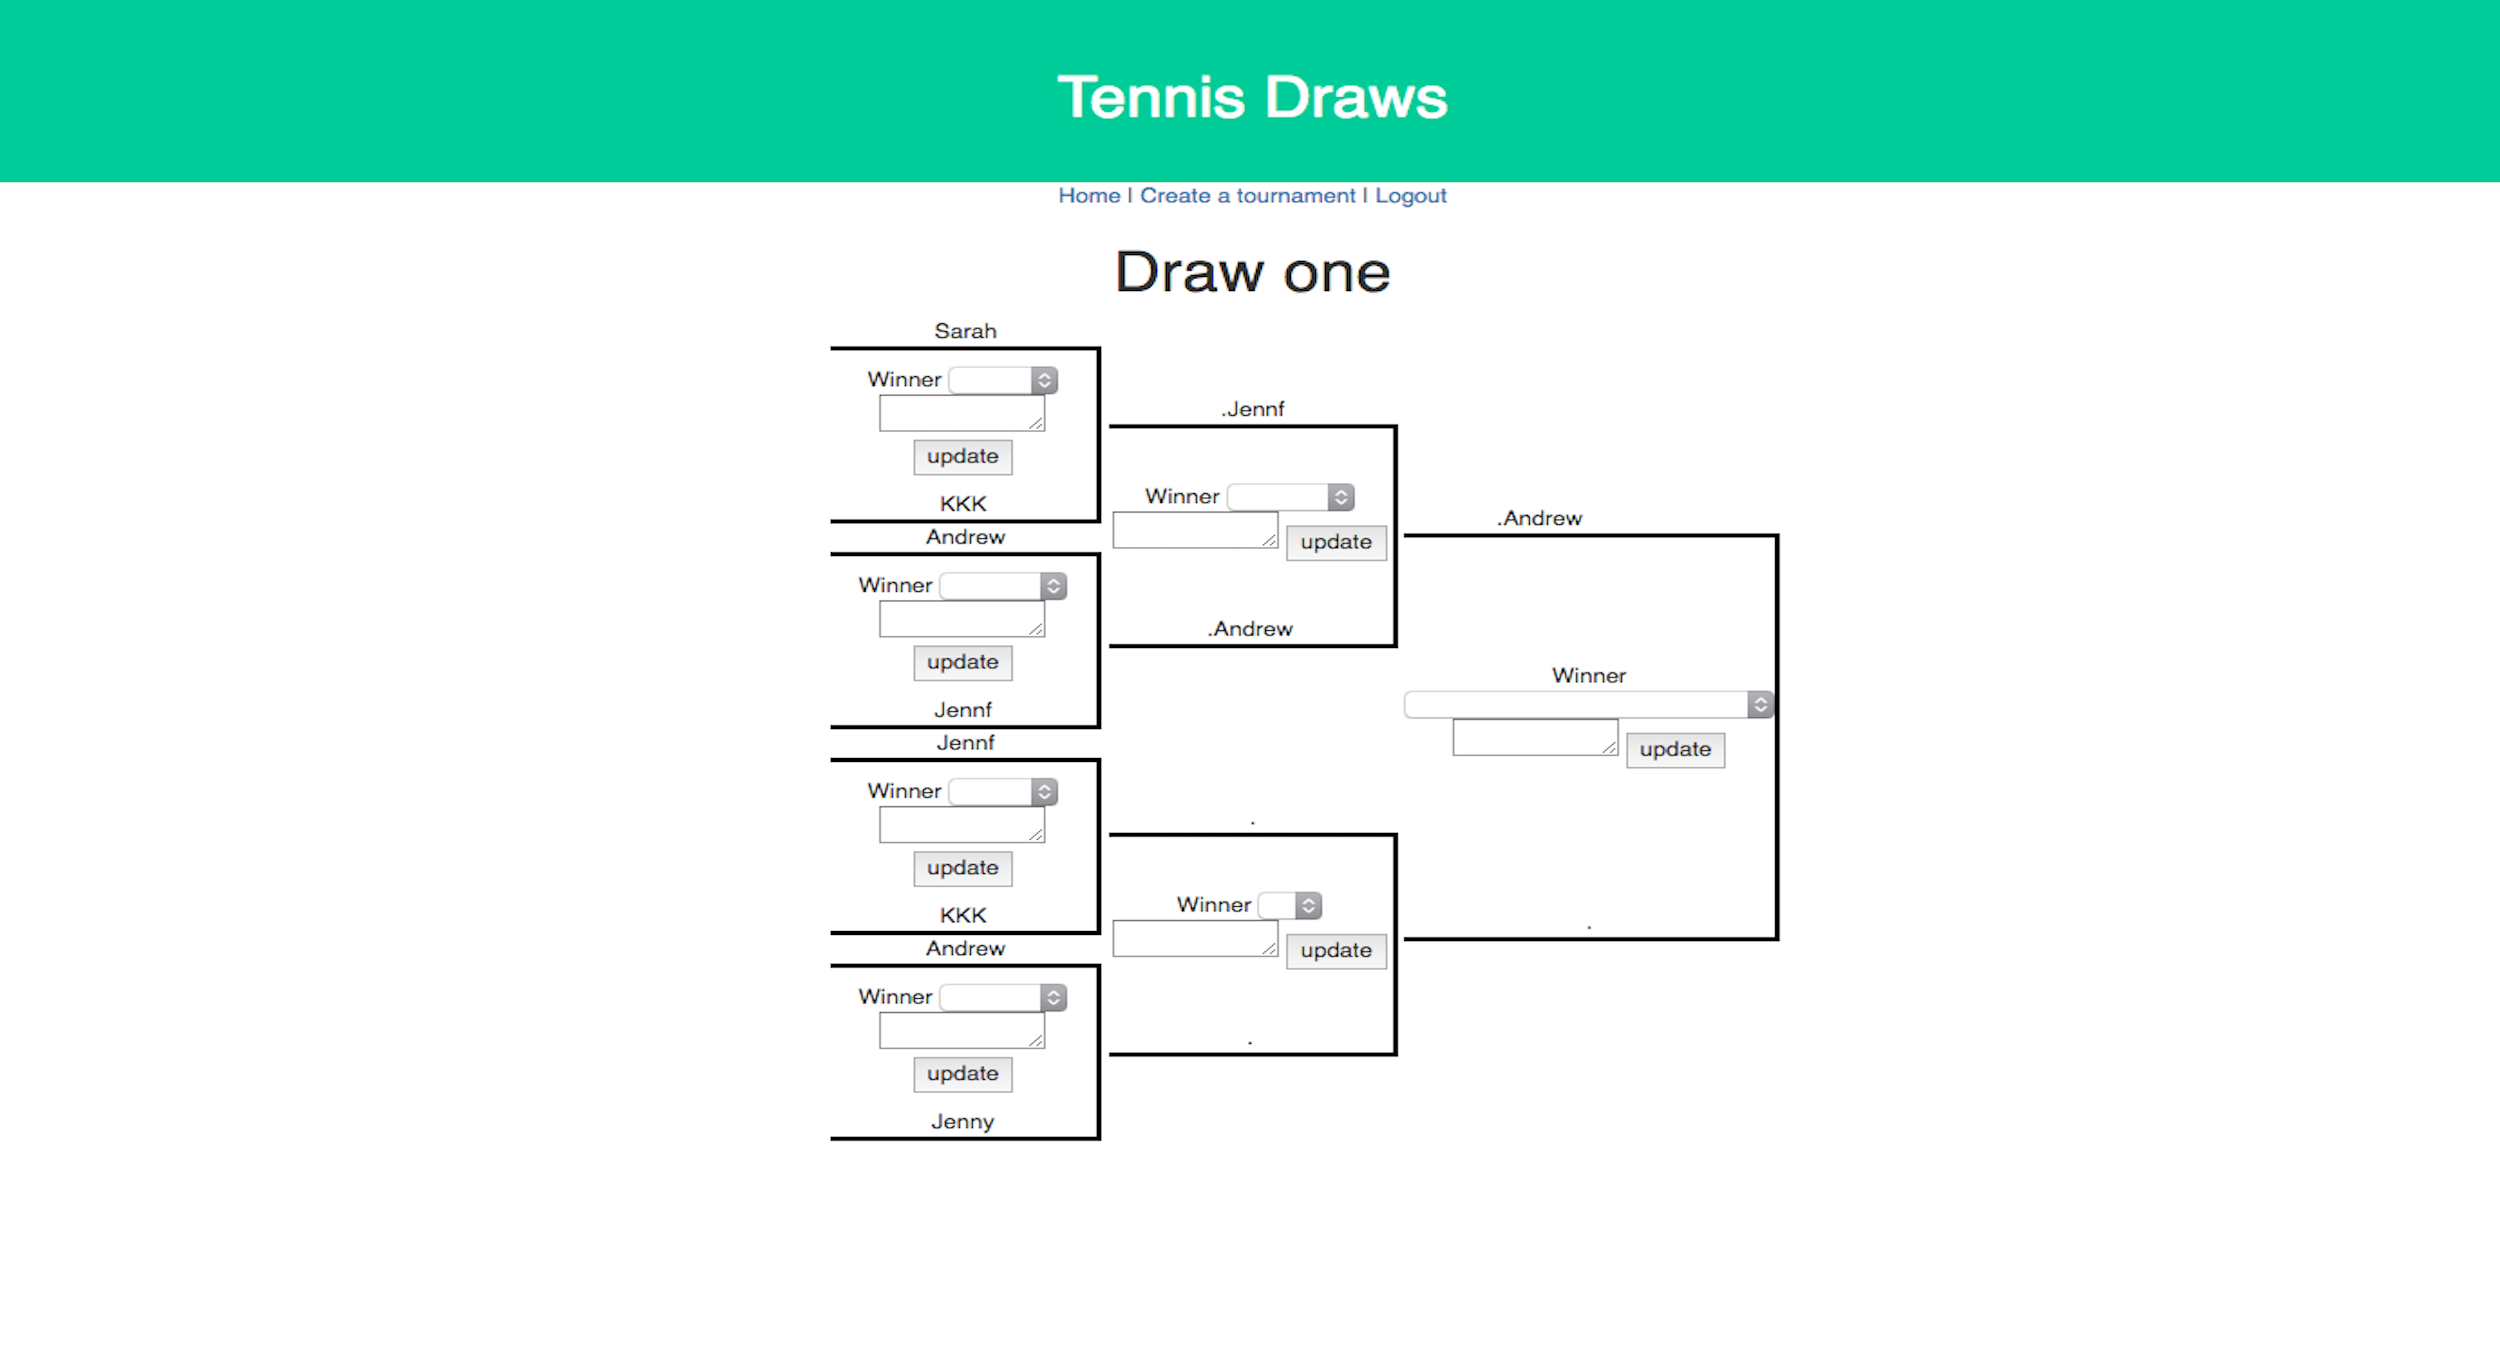 Tennis Draws
Home | Create a tournament | Logout
Draw one
Sarah
Winner
update
KKK
Andrew
Winner
update
Jennf
Jennf
Winner
update
KKK
Andrew
Winner
update
Jenny
.Jennf
Winner
update
.Andrew
.
Winner
update
.
.Andrew
Winner
update
.